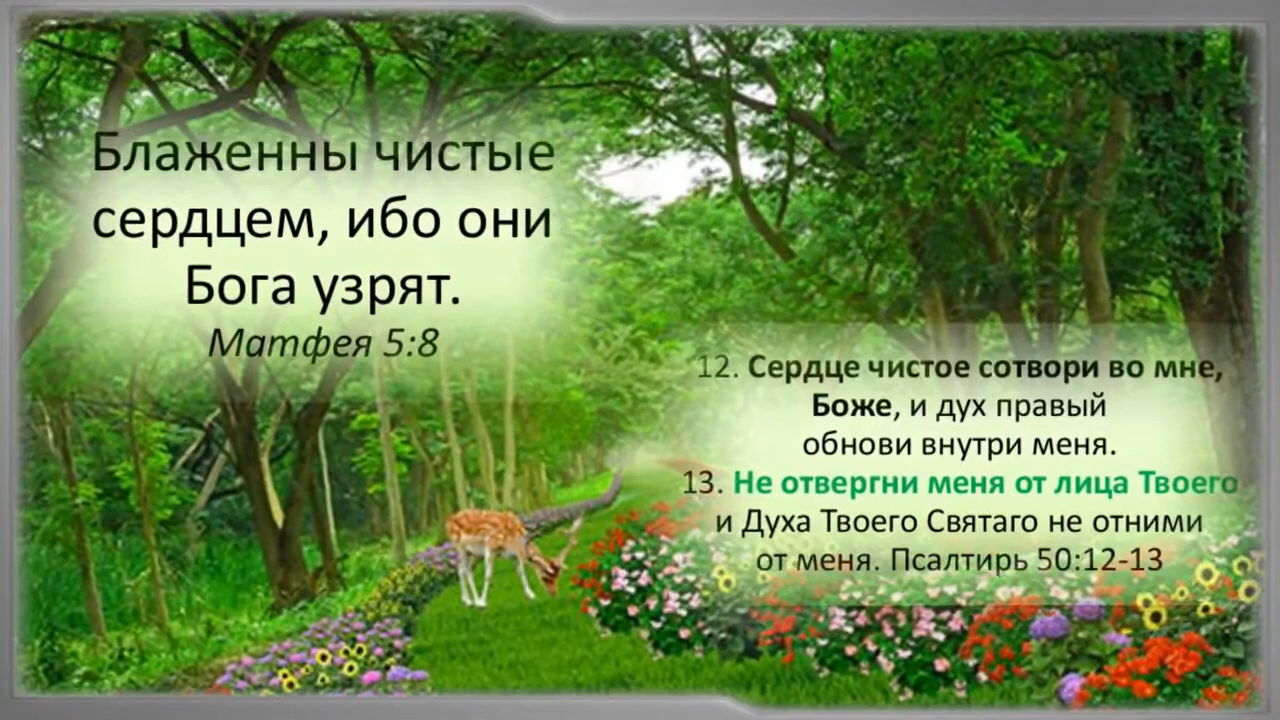 Блаженны чистые
сердцем, ибо они
Бога узрят.
Матфея 5:8
12. Сердце чистое сотвори во мне,
Боже, и дух правый
обнови внутри меня.
13. Не отвергни меня от лица Твоего
и Духа Твоего Святаго не отними
от меня. Псалтирь 50:12-13